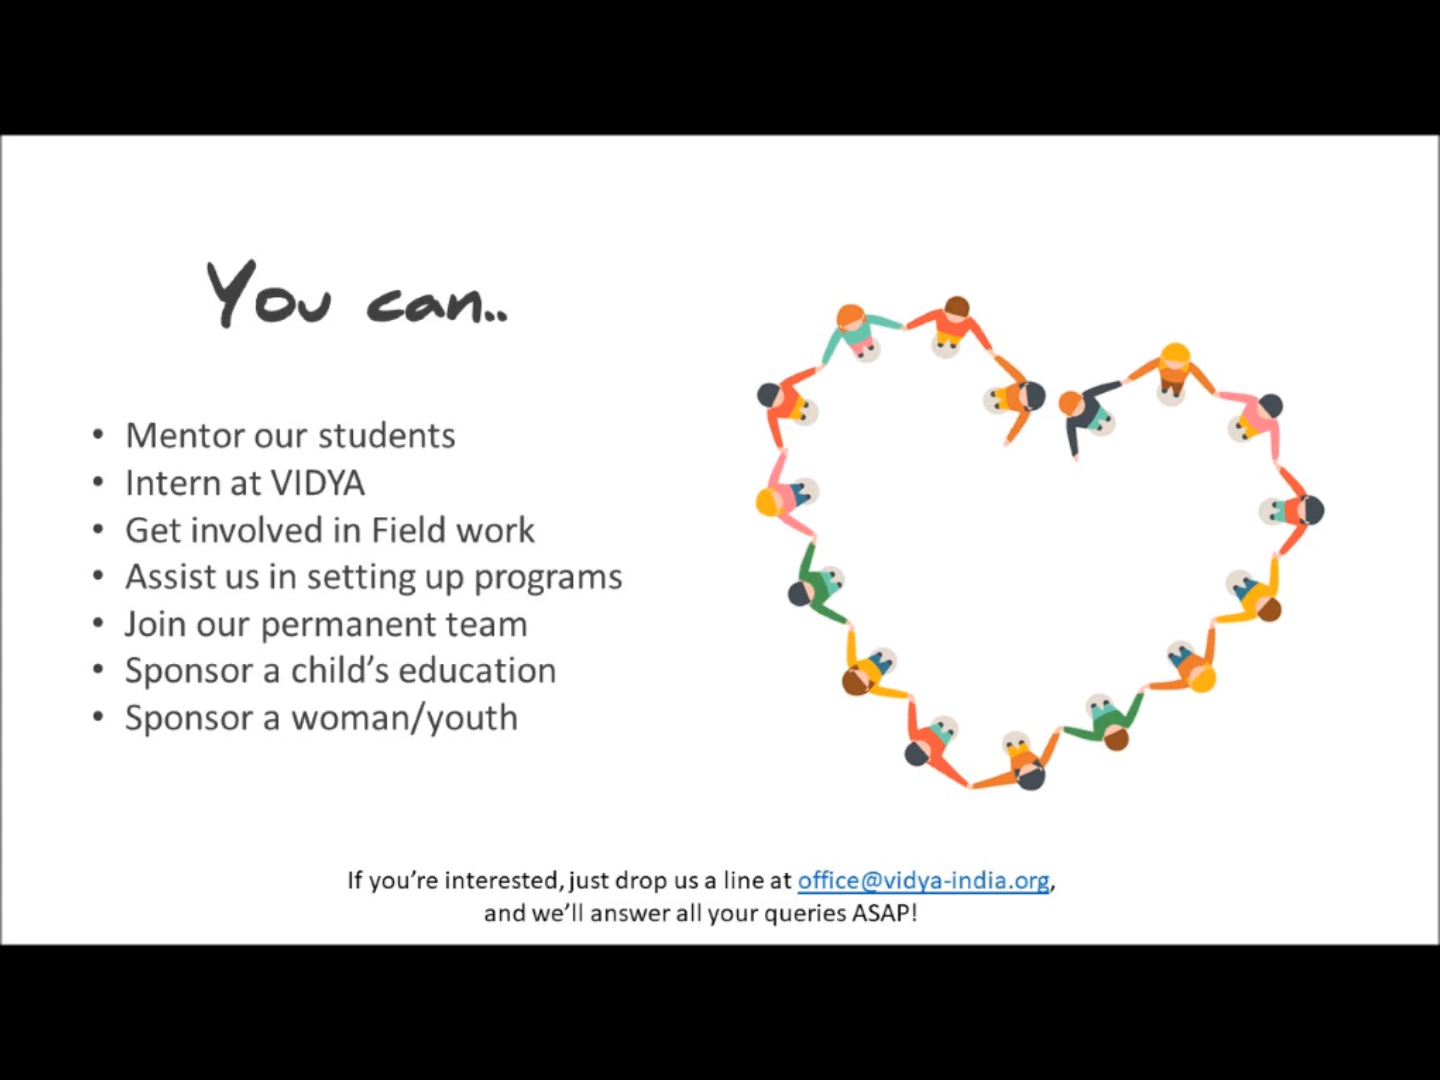 You can..
• Mentor our students
• Intern at VIDYA
• Get involved in Field work
• Assist us in setting up programs
• Join our permanent team
• Sponsor a child’s education
• Sponsor a woman/youth
If you’re interested, just drop us a line at office@vidya-india.org,
and we’ll answer all your queries ASAP!